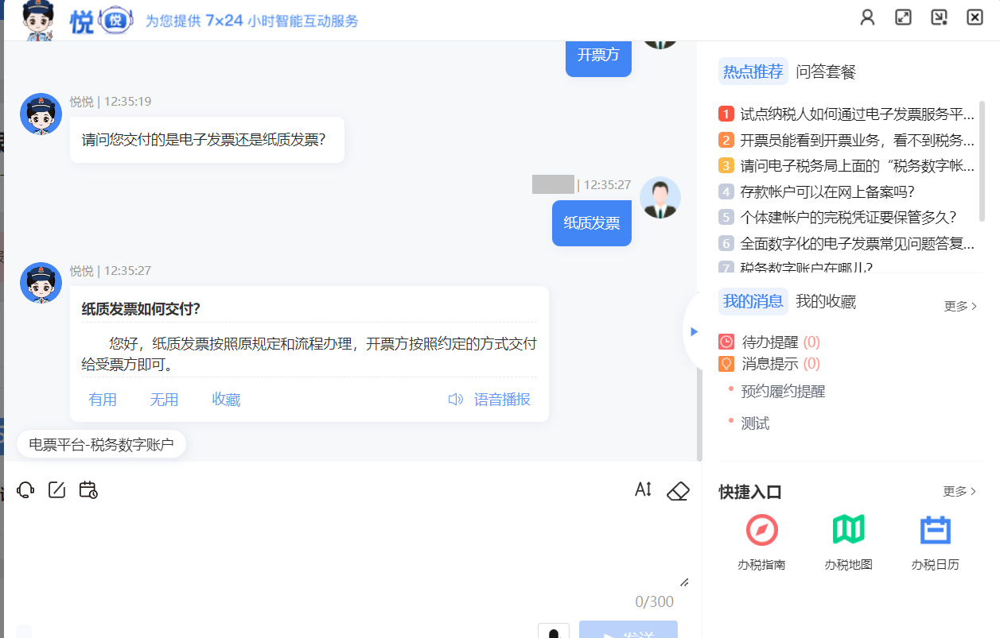 悦 悦 为您提供 7×24 小时智能互动服务
开票方
悦悦 | 12:35:19
请问您交付的是电子发票还是纸质发票？
| 12:35:27
纸质发票
悦悦 | 12:35:27
纸质发票如何交付？
您好，纸质发票按照原规定和流程办理，开票方按照约定的方式交付
给受票方即可。
有用 无用 收藏 语音播报
电票平台-税务数字账户
0/300
发送
热点推荐 问答套餐
1 试点纳税人如何通过电子发票服务平...
2 开票员能看到开票业务，看不到税务...
3 请问电子税务局上面的“税务数字帐...
4 存款帐户可以在网上备案吗？
5 个体建帐户的完税凭证要保管多久？
6 全面数字化的电子发票常见问题答复...
7 税务数字账户在哪儿？
我的消息 我的收藏 更多 >
待办提醒 (0)
消息提示 (0)
预约履约提醒
测试
快捷入口 更多 >
办税指南 办税地图 办税日历